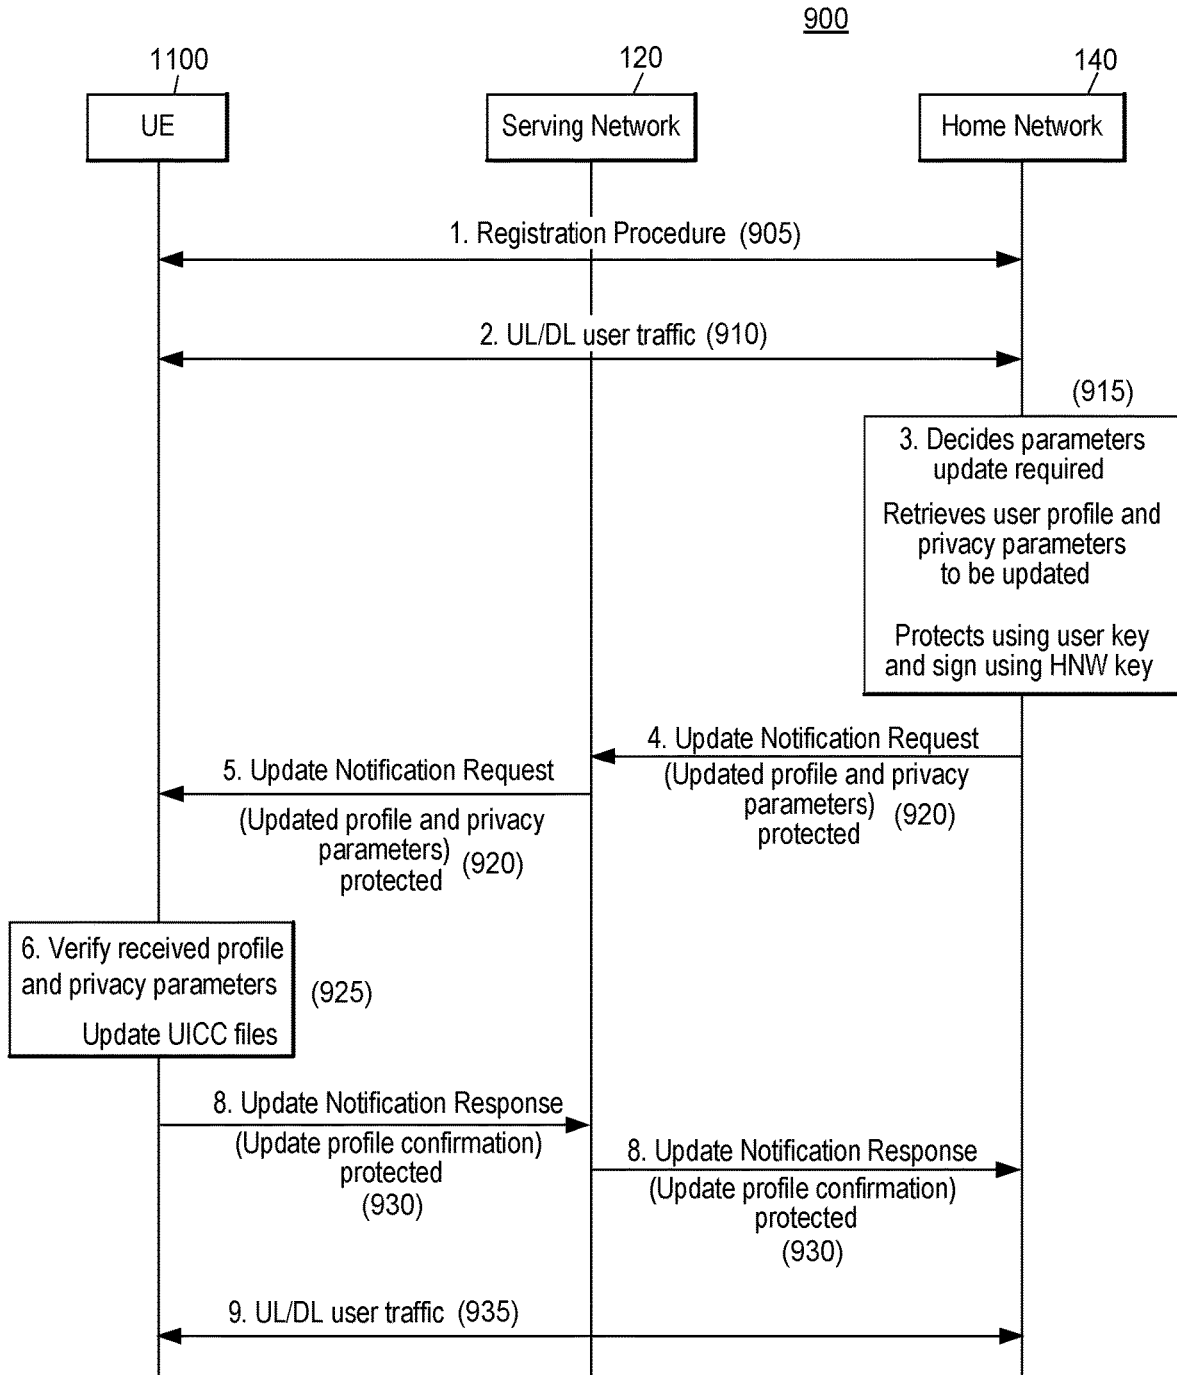 900
1100
120
140
UE
Serving Network
Home Network
1. Registration Procedure (905)
2. UL/DL user traffic (910)
(915)
3. Decides parameters
update required
Retrieves user profile and
privacy parameters
to be updated
Protects using user key
and sign using HNW key
4. Update Notification Request
(Updated profile and privacy
parameters)
protected
(920)
5. Update Notification Request
(Updated profile and privacy
parameters)
protected
(920)
6. Verify received profile
and privacy parameters
Update UICC files
(925)
8. Update Notification Response
(Update profile confirmation)
protected
(930)
8. Update Notification Response
(Update profile confirmation)
protected
(930)
9. UL/DL user traffic (935)